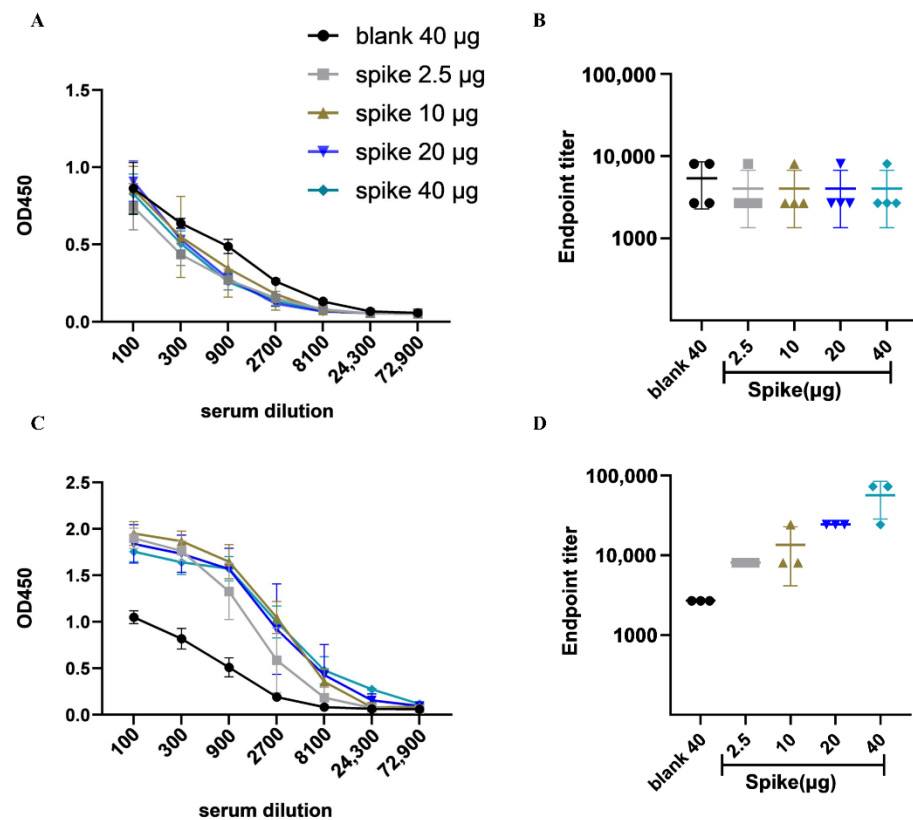 A
blank 40 µg
spike 2.5 µg
spike 10 µg
spike 20 µg
spike 40 µg
OD450
1.5
1.0
0.5
0.0
100
300
900
2700
8100
24,300
72,900
serum dilution
B
Endpoint titer
100,000
10,000
1000
blank 40
2.5
10
20
40
Spike(µg)
C
OD450
2.5
2.0
1.5
1.0
0.5
0.0
100
300
900
2700
8100
24,300
72,900
serum dilution
D
Endpoint titer
100,000
10,000
1000
blank 40
2.5
10
20
40
Spike(µg)